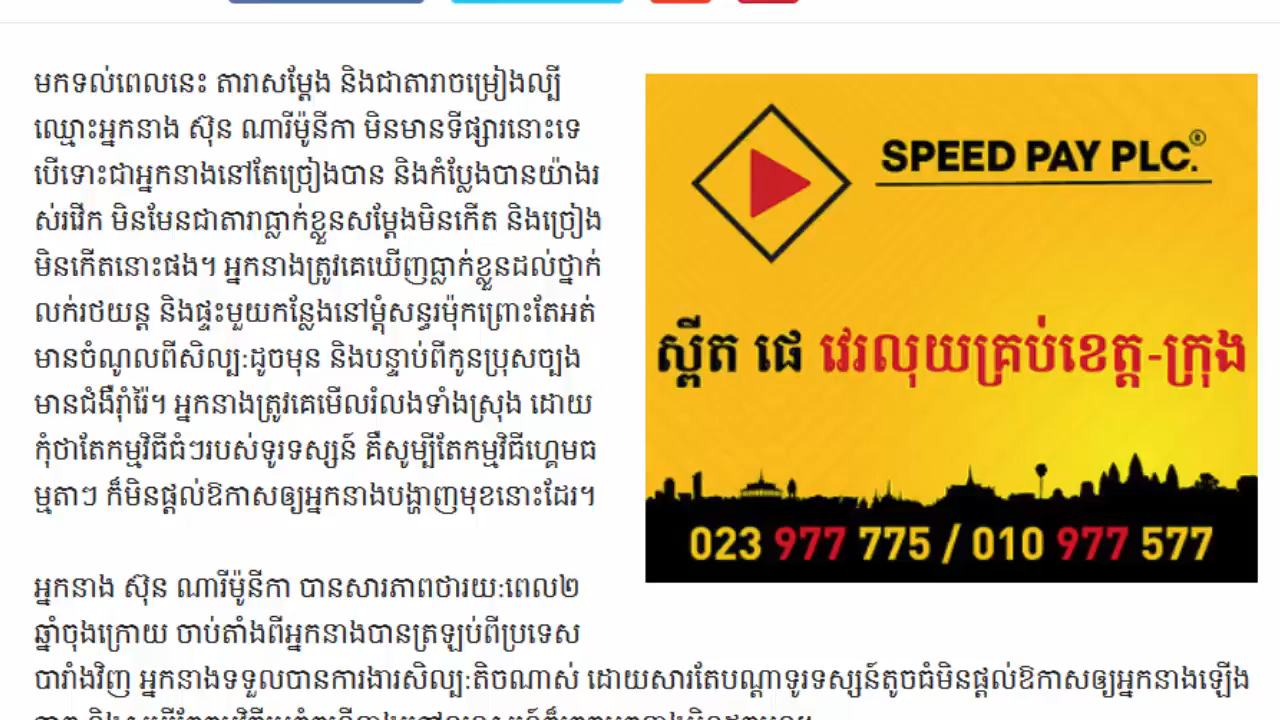 មកទល់ពេលនេះ តារាសម្តែង និងជាតារាចម្រៀងល្បី
ឈ្មោះអ្នកនាង ស៊ុន ណារីម៉ូនីកា មិនមានទីផ្សារនោះទេ
បើទោះជាអ្នកនាងនៅតែច្រៀងបាន និងកំប្លែងបានយ៉ាងរ
ស់រវើក មិនមែនជាតារាធ្លាក់ខ្លួនសម្តែងមិនកើត និងច្រៀង
មិនកើតនោះផង។ អ្នកនាងត្រូវគេឃើញធ្លាក់ខ្លួនដល់ថ្នាក់
លក់រថយន្ត និងផ្ទះមួយកន្លែងនៅម្តុំសន្ធរម៉ុកព្រោះតែអត់
មានចំណូលពីសិល្បៈដូចមុន និងបន្ទាប់ពីកូនប្រុសច្បង
មានជំងឺរ៉ាំរ៉ៃ។ អ្នកនាងត្រូវគេមើលរំលងទាំងស្រុង ដោយ
កុំថាតែកម្មវិធីធំៗរបស់ទូរទស្សន៍ គឺសូម្បីតែកម្មវិធីហ្គេមធ
ម្មតាៗ ក៏មិនផ្តល់ឱកាសឲ្យអ្នកនាងបង្ហាញមុខនោះដែរ។
SPEED PAY PLC.®
ស្ពីត ផេ វេរលុយគ្រប់ខេត្ត-ក្រុង
023 977 775 / 010 977 577
អ្នកនាង ស៊ុន ណារីម៉ូនីកា បានសារភាពថារយៈពេល២
ឆ្នាំចុងក្រោយ ចាប់តាំងពីអ្នកនាងបានត្រឡប់ពីប្រទេស
បារាំងវិញ អ្នកនាងទទួលបានការងារសិល្បៈតិចណាស់ ដោយសារតែបណ្តាទូរទស្សន៍តូចធំមិនផ្តល់ឱកាសឲ្យអ្នកនាងឡើង